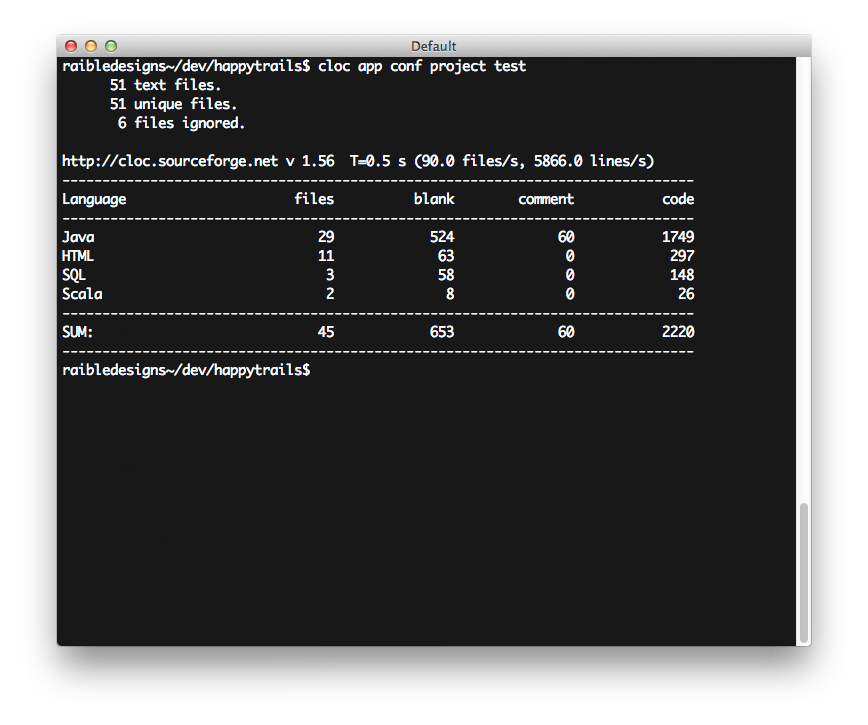 Default
raibledesigns~/dev/happytrails$ cloc app conf project test
      51 text files.
      51 unique files.
       6 files ignored.
http://cloc.sourceforge.net v 1.56  T=0.5 s (90.0 files/s, 5866.0 lines/s)
-------------------------------------------------------------------------------
Language                     files          blank        comment           code
-------------------------------------------------------------------------------
Java                            29            524             60           1749
HTML                            11             63              0            297
SQL                              3             58              0            148
Scala                            2              8              0             26
-------------------------------------------------------------------------------
SUM:                            45            653             60           2220
-------------------------------------------------------------------------------
raibledesigns~/dev/happytrails$